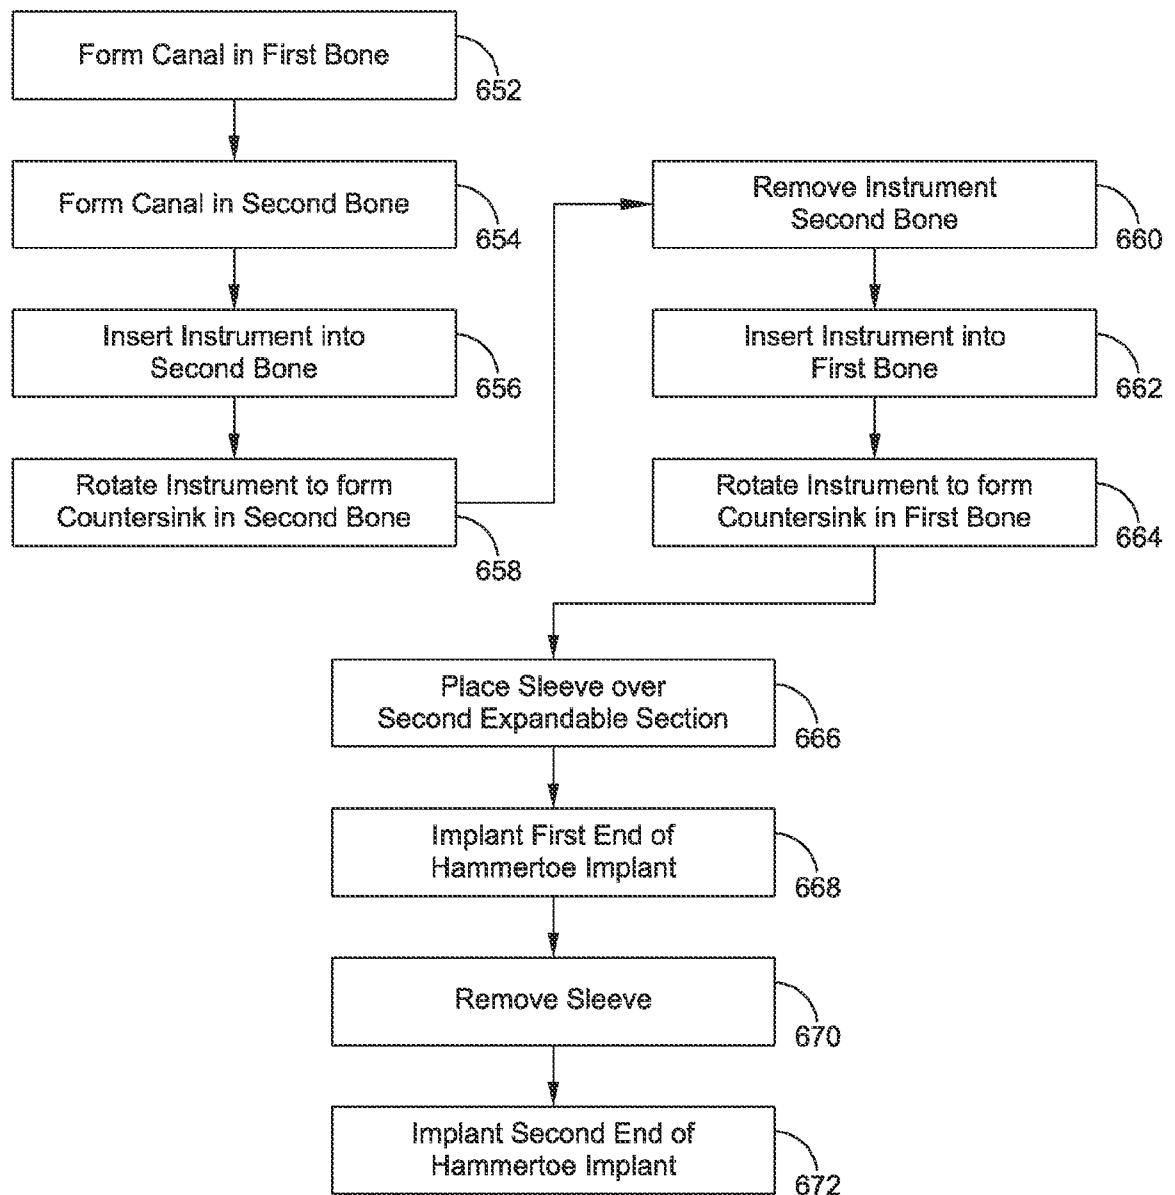 Form Canal in First Bone
652
Form Canal in Second Bone
654
Insert Instrument into
Second Bone
656
Rotate Instrument to form
Countersink in Second Bone
658
Remove Instrument
Second Bone
660
Insert Instrument into
First Bone
662
Rotate Instrument to form
Countersink in First Bone
664
Place Sleeve over
Second Expandable Section
666
Implant First End of
Hammertoe Implant
668
Remove Sleeve
670
Implant Second End of
Hammertoe Implant
672